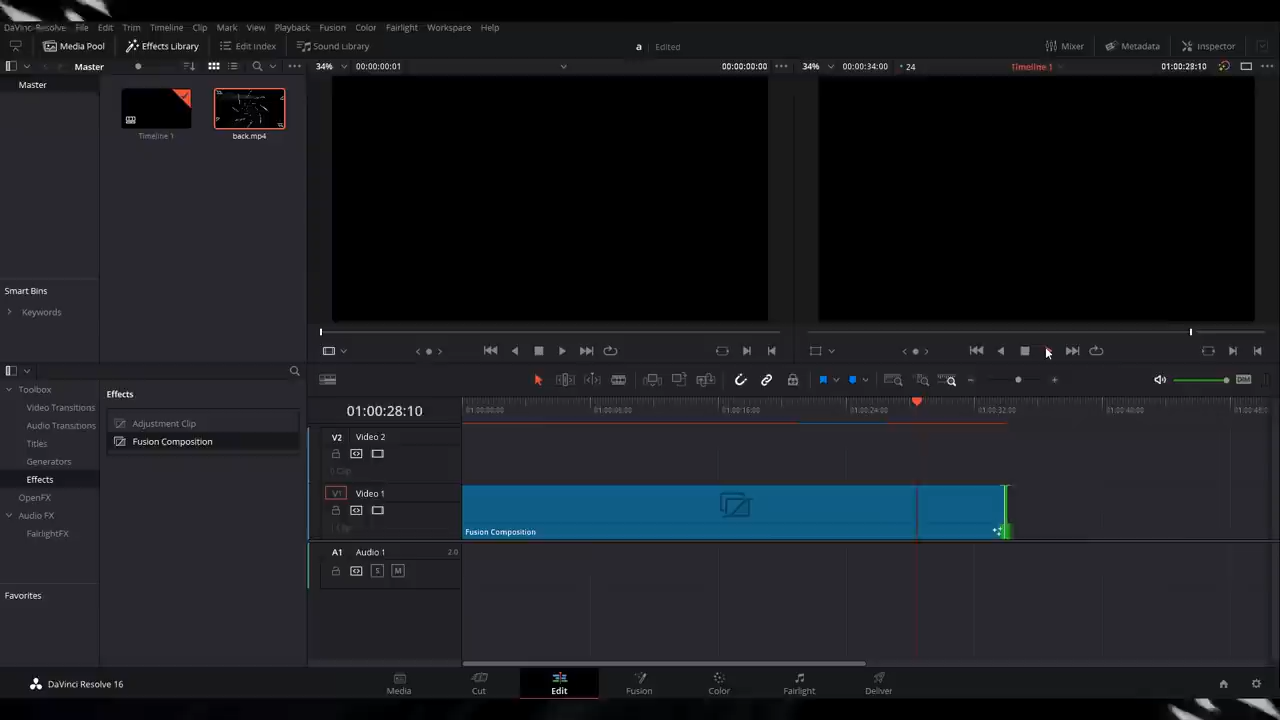 DaVinci Resolve File Edit Trim Timeline Clip Mark View Playback Fusion Color Fairlight Workspace Help
Media Pool Effects Library Edit Index Sound Library a Edited Mixer Metadata Inspector
Master 34% 00:00:00:01 00:00:00:00 34% 00:00:34:00 24 Timeline 1 01:00:28:10
Master
Timeline 1 back.mp4
Smart Bins
Keywords
Toolbox
Video Transitions
Audio Transitions
Titles
Generators
Effects
OpenFX
Audio FX
FairlightFX
Favorites
Effects
Adjustment Clip
Fusion Composition
DIM
01:00:28:10 01:00:00:00 01:00:08:00 01:00:16:00 01:00:24:00 01:00:32:00 01:00:40:00
V2 Video 2
V1 Video 1
Fusion Composition
A1 Audio 1 2.0
S M
DaVinci Resolve 16 Media Cut Edit Fusion Color Fairlight Deliver